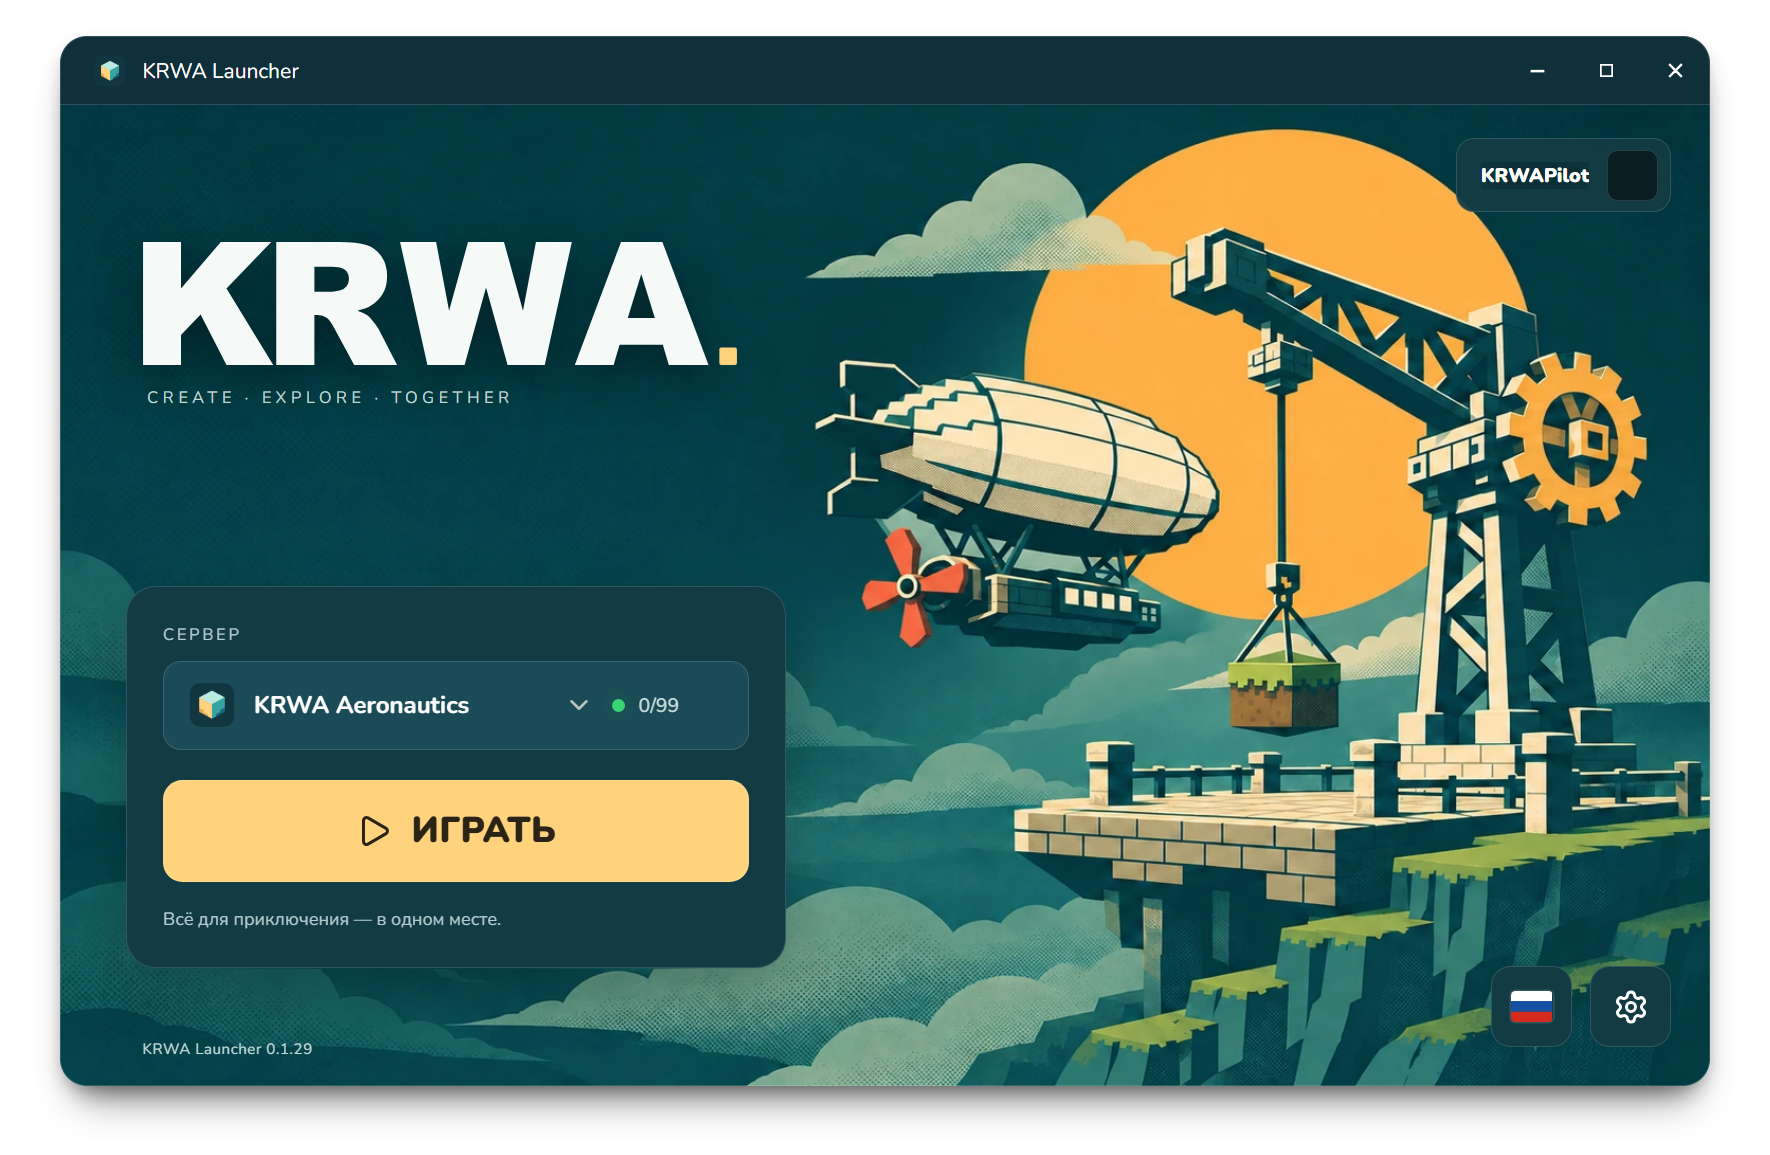 KRWA Launcher
KRWAPilot
KRWA.
CREATE · EXPLORE · TOGETHER
СЕРВЕР
KRWA Aeronautics
0/99
ИГРАТЬ
Всё для приключения — в одном месте.
KRWA Launcher 0.1.29